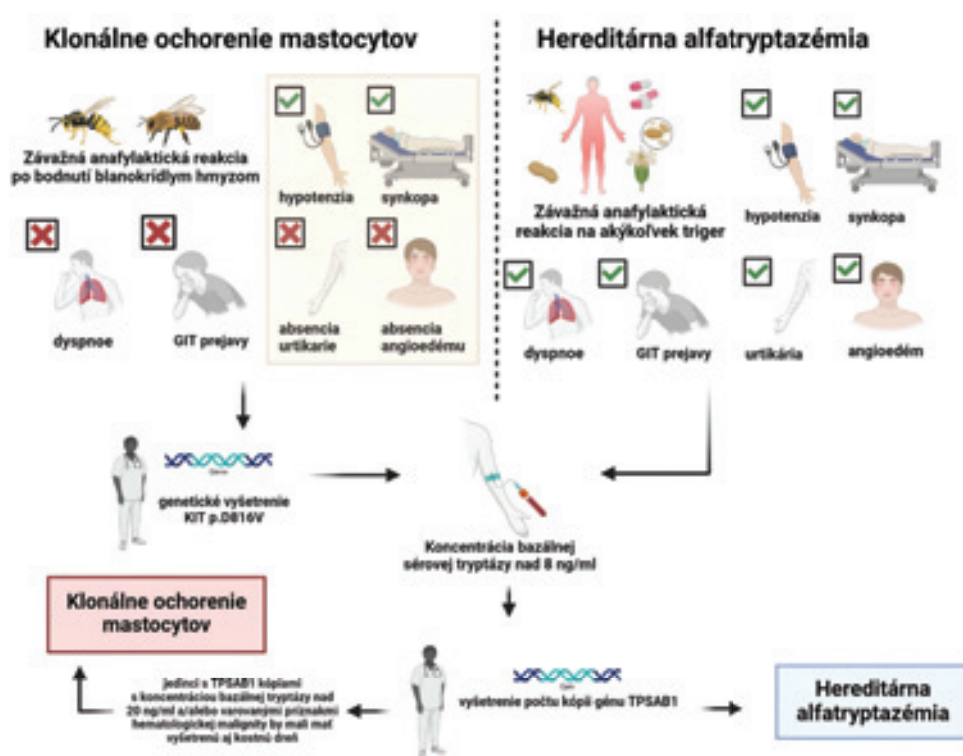 Klonálne ochorenie mastocytov
Závažná anafylaktická reakcia
po bodnutí blanokrídlym hmyzom
hypotenzia
synkopa
dyspnoe
GIT prejavy
absencia
urtikarie
absencia
angioedému
Hereditárna alfatryptazémia
Závažná anafylaktická
reakcia na akýkoľvek triger
hypotenzia
synkopa
dyspnoe
GIT prejavy
urtikária
angioedém
genetické vyšetrenie
KIT p.D816V
Koncentrácia bazálnej
sérovej tryptázy nad 8 ng/ml
Klonálne ochorenie
mastocytov
jedinci s TPSAB1 kópiami
s koncentráciou bazálnej tryptázy nad
20 ng/ml a/alebo varovanými príznakmi
hematologickej malignity by mali mať
vyšetrenú aj kostnú dreň
vyšetrenie počtu kópií génu TPSAB1
Hereditárna
alfatryptazémia